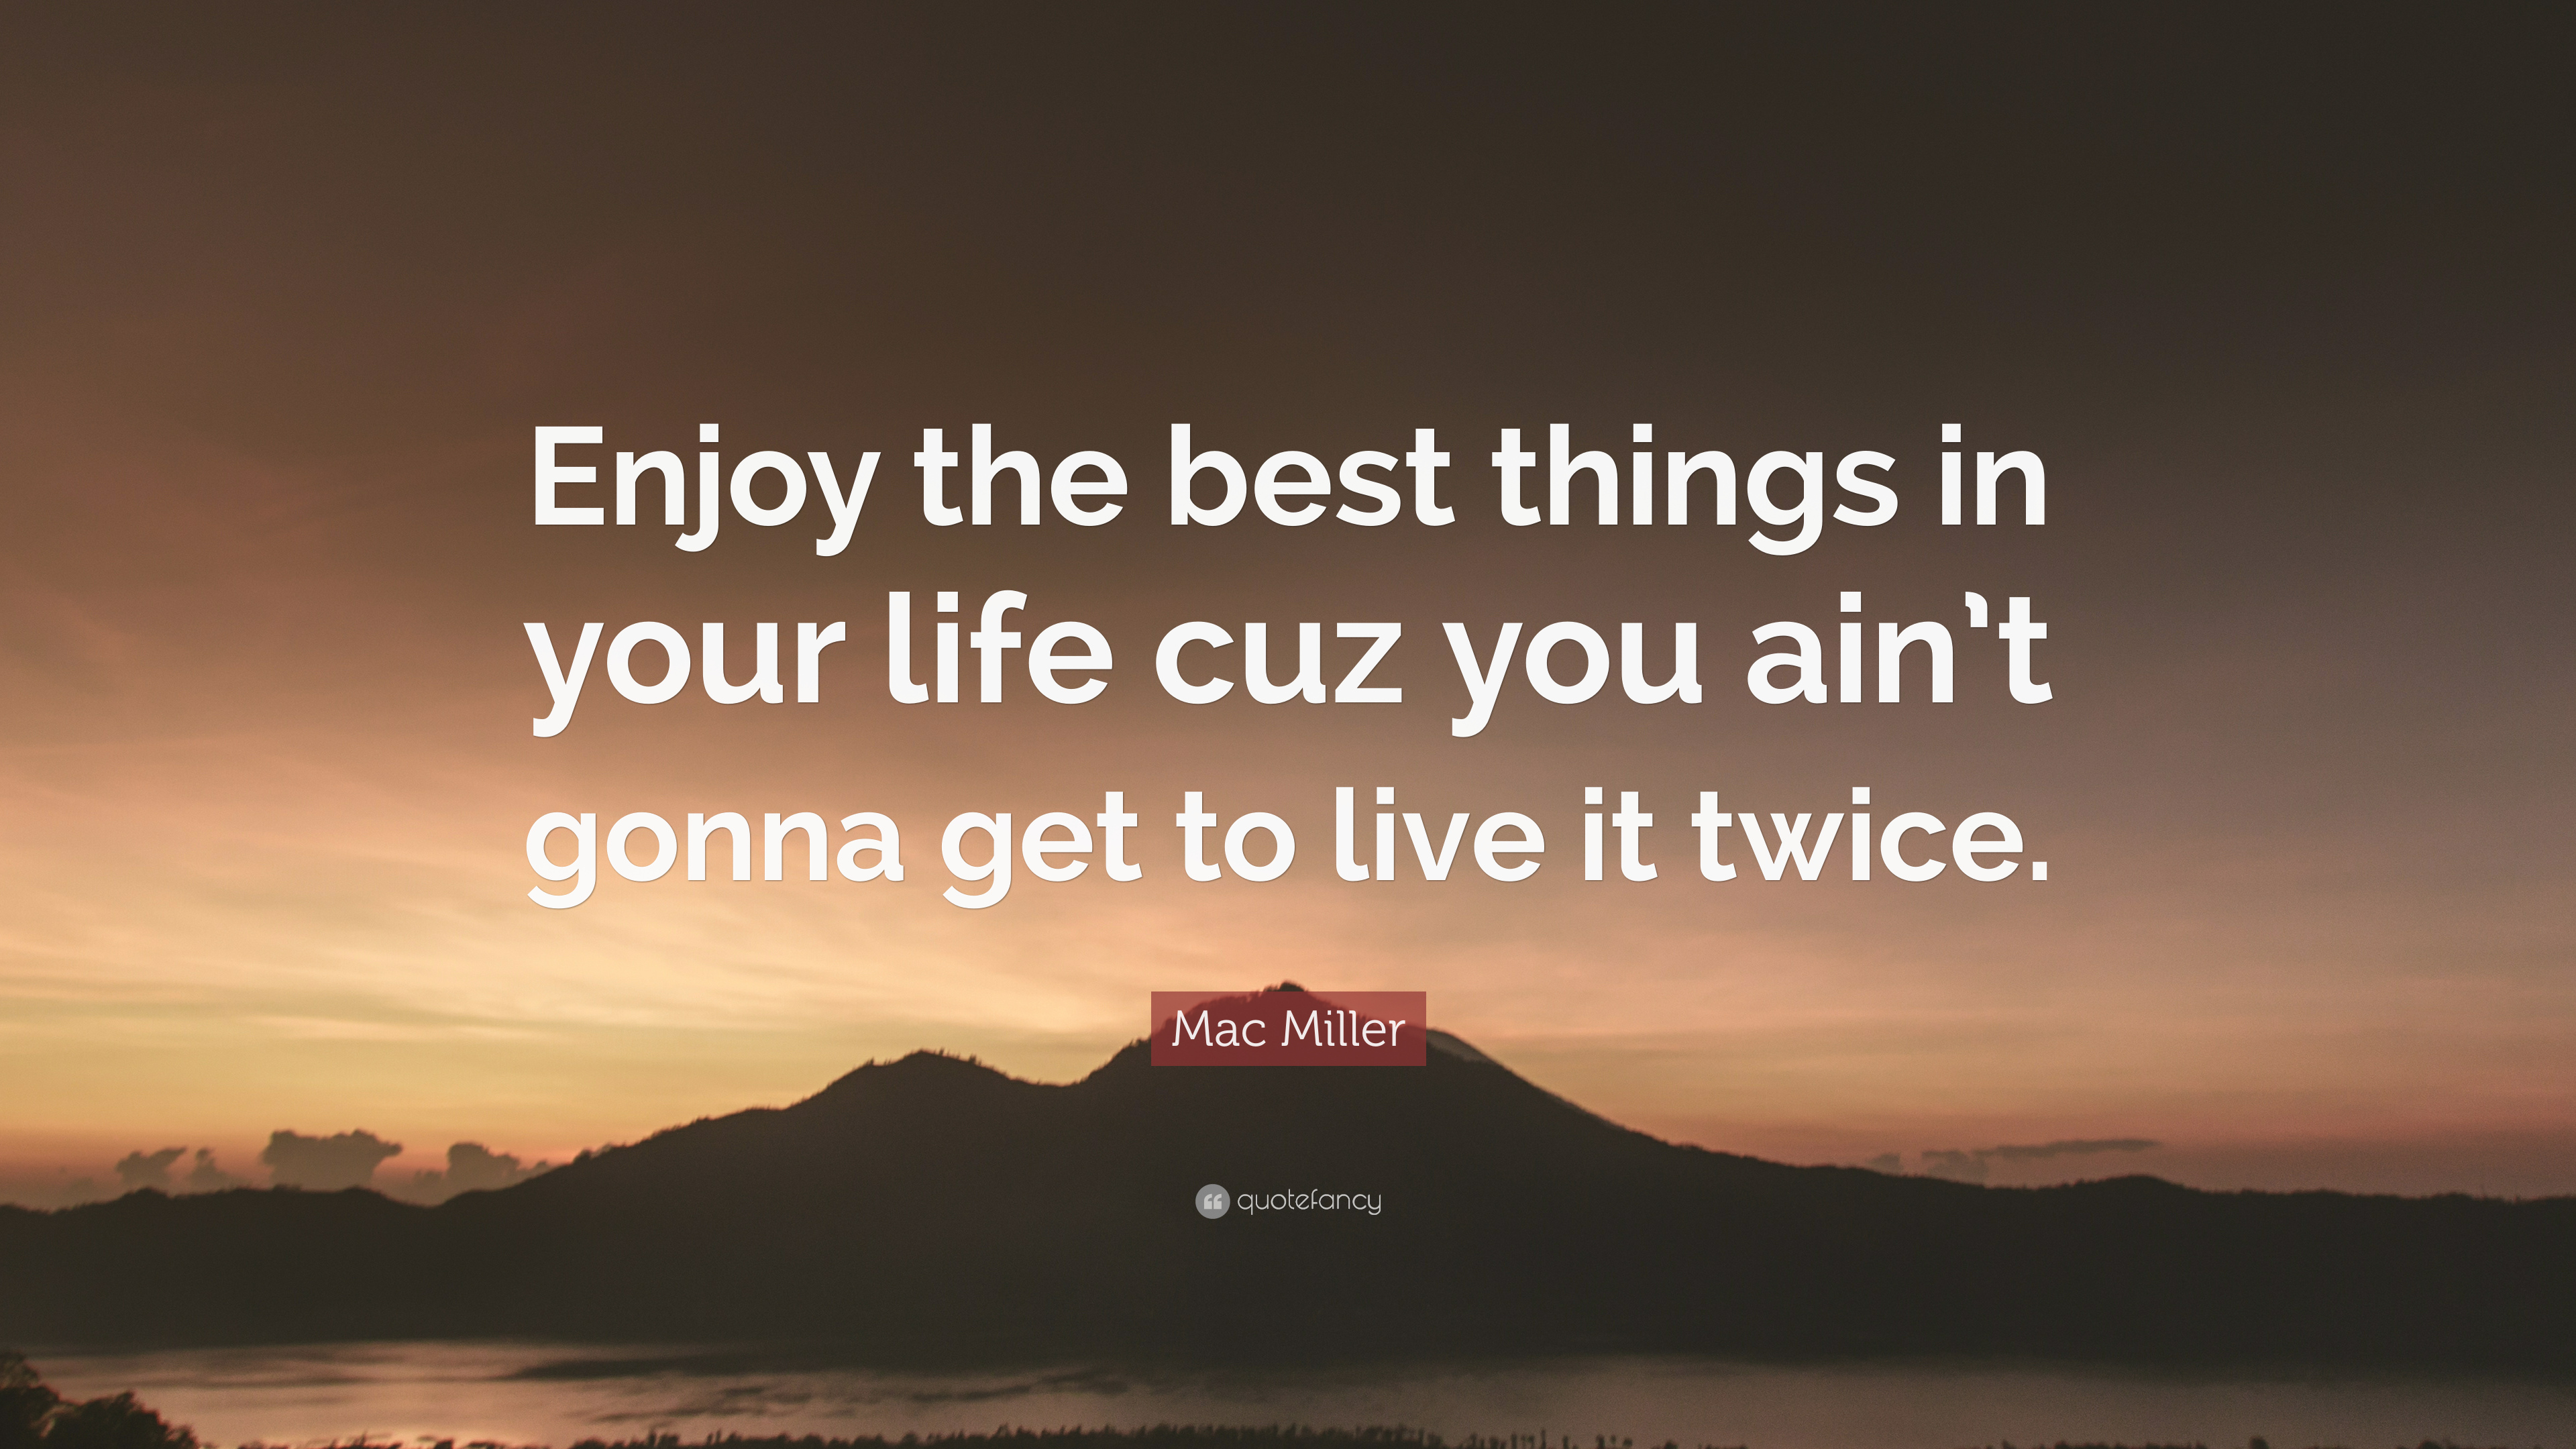 Enjoy the best things in
your life cuz you ain’t
gonna get to live it twice.
Mac Miller
quotefancy